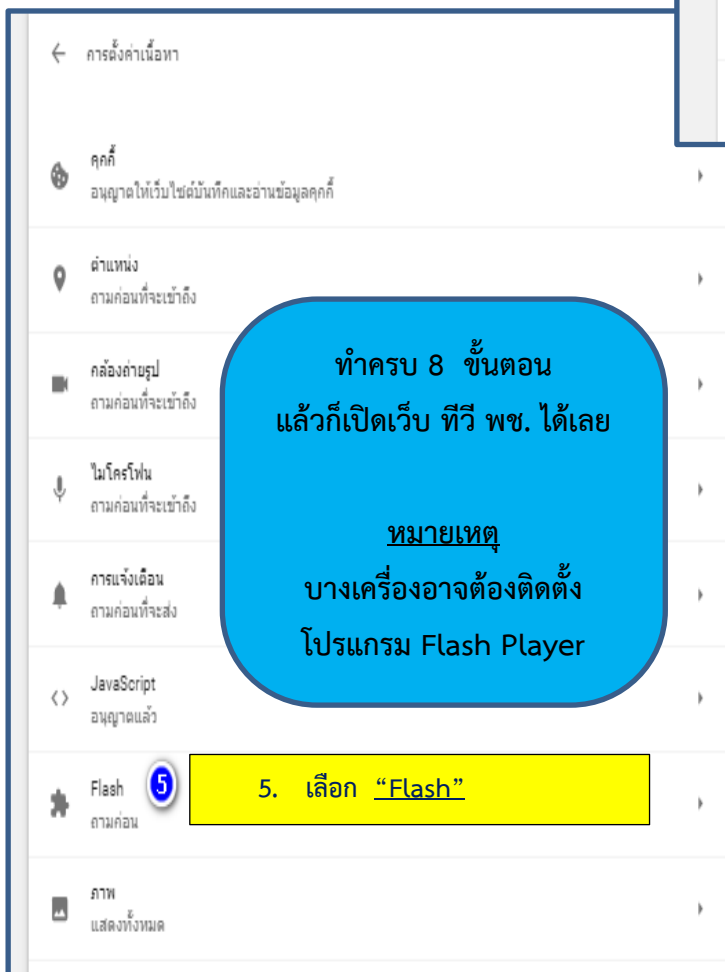 การตั้งค่าเนื้อหา
คุกกี้
อนุญาตให้เว็บไซต์บันทึกและอ่านข้อมูลคุกกี้
ตำแหน่ง
ถามก่อนที่จะเข้าถึง
กล้องถ่ายรูป
ถามก่อนที่จะเข้าถึง
ไมโครโฟน
ถามก่อนที่จะเข้าถึง
การแจ้งเตือน
ถามก่อนที่จะส่ง
JavaScript
อนุญาตแล้ว
Flash 5
ถามก่อน
ภาพ
แสดงทั้งหมด
ทำครบ 8 ขั้นตอน
แล้วก็เปิดเว็บ ทีวี พช. ได้เลย
หมายเหตุ
บางเครื่องอาจต้องติดตั้ง
โปรแกรม Flash Player
5. เลือก “Flash”